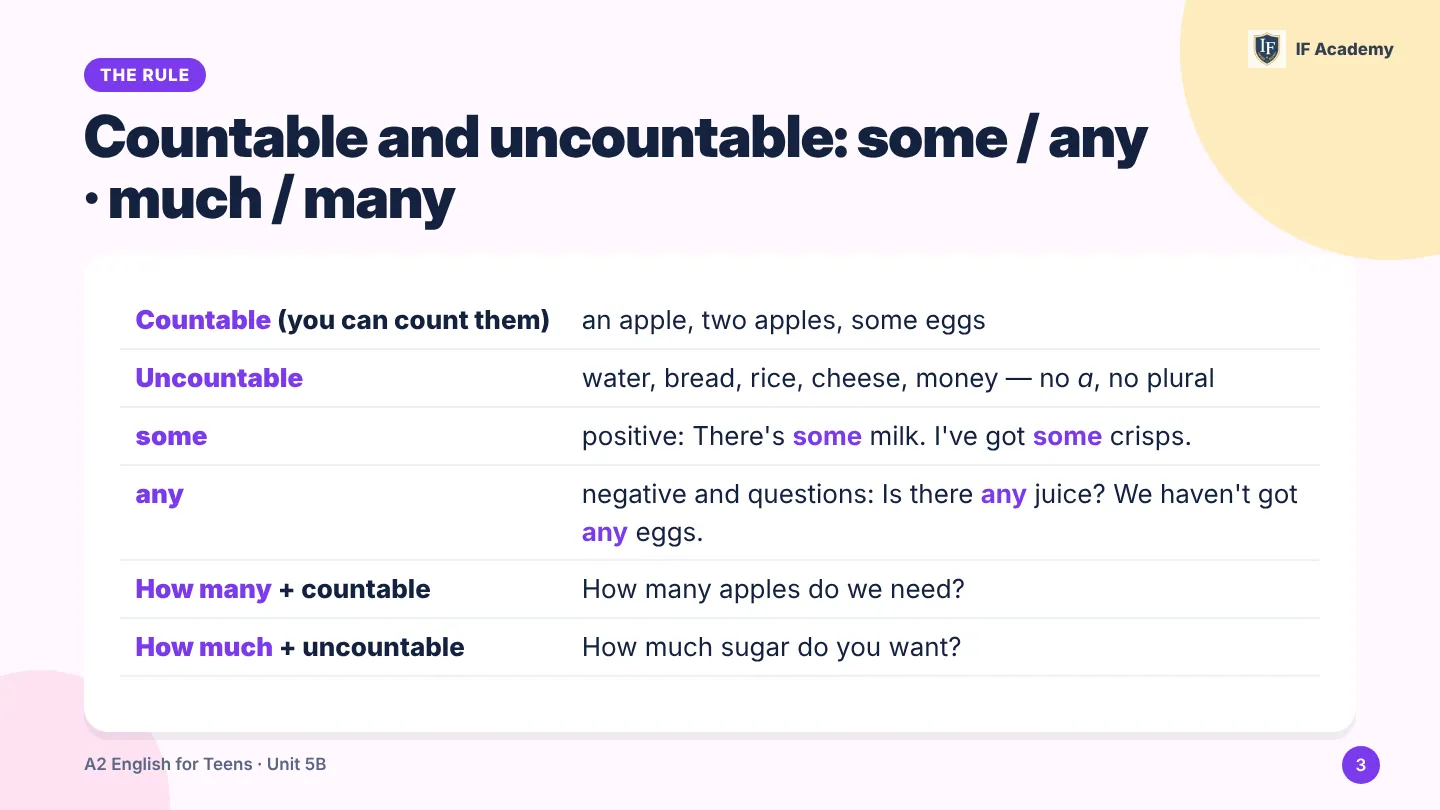 IF
IF Academy
THE RULE
Countable and uncountable: some / any
· much / many
Countable (you can count them) an apple, two apples, some eggs
Uncountable water, bread, rice, cheese, money — no a, no plural
some positive: There's some milk. I've got some crisps.
any negative and questions: Is there any juice? We haven't got
any eggs.
How many + countable How many apples do we need?
How much + uncountable How much sugar do you want?
A2 English for Teens · Unit 5B
3